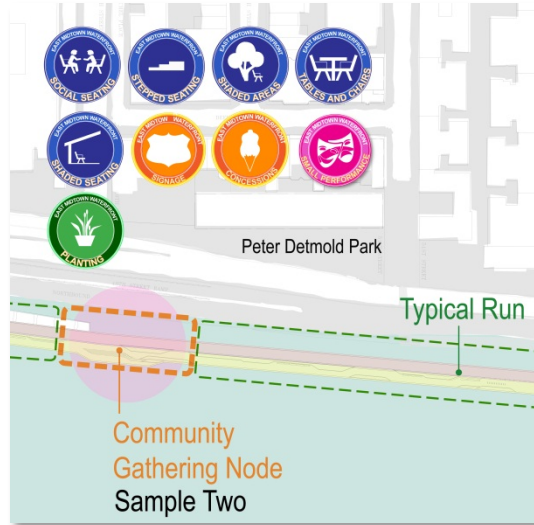 EAST MIDTOWN WATERFRONT
SOCIAL SEATING
EAST MIDTOWN WATERFRONT
STEPPED SEATING
EAST MIDTOWN WATERFRONT
SHADED AREAS
EAST MIDTOWN WATERFRONT
TABLES AND CHAIRS
EAST MIDTOWN WATERFRONT
SHADED SEATING
EAST MIDTOWN WATERFRONT
SIGNAGE
EAST MIDTOWN WATERFRONT
CONCESSIONS
EAST MIDTOWN WATERFRONT
SMALL PERFORMANCE
EAST MIDTOWN WATERFRONT
PLANTING
Peter Detmold Park
Typical Run
Community
Gathering Node
Sample Two